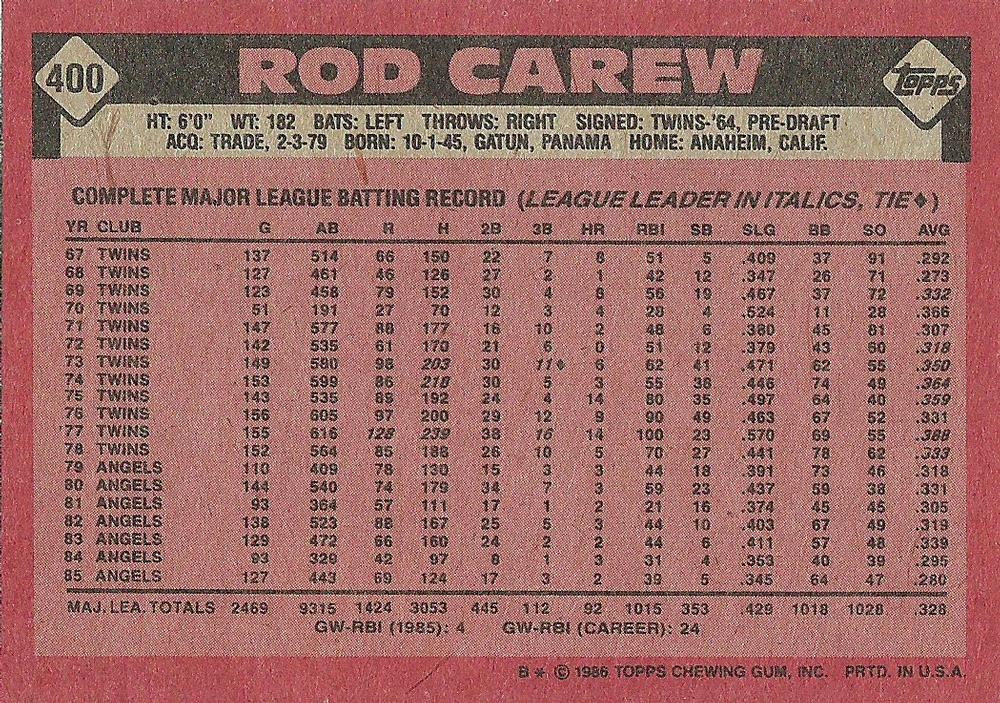 400 ROD CAREW topps
HT: 6'0" WT: 182 BATS: LEFT THROWS: RIGHT SIGNED: TWINS-'64, PRE-DRAFT
ACQ: TRADE, 2-3-79 BORN: 10-1-45, GATUN, PANAMA HOME: ANAHEIM, CALIF.
COMPLETE MAJOR LEAGUE BATTING RECORD (LEAGUE LEADER IN ITALICS, TIE♦)
YR CLUB G AB R H 2B 3B HR RBI SB SLG BB SO AVG
67 TWINS 137 514 66 150 22 7 8 51 5 .409 37 91 .292
68 TWINS 127 461 46 126 27 2 1 42 12 .347 26 71 .273
69 TWINS 123 458 79 152 30 4 8 56 19 .467 37 72 .332
70 TWINS 51 191 27 70 12 3 4 28 4 .524 11 28 .366
71 TWINS 147 577 88 177 16 10 2 48 6 .380 45 81 .307
72 TWINS 142 535 61 170 21 6 0 51 12 .379 43 60 .318
73 TWINS 149 580 98 203 30 11♦ 6 62 41 .471 62 55 .350
74 TWINS 153 599 86 218 30 5 3 55 38 .446 74 49 .364
75 TWINS 143 535 89 192 24 4 14 80 35 .497 64 40 .359
76 TWINS 156 605 97 200 29 12 9 90 49 .463 67 52 .331
'77 TWINS 155 616 128 239 38 16 14 100 23 .570 69 55 .388
78 TWINS 152 564 85 188 26 10 5 70 27 .441 78 62 .333
79 ANGELS 110 409 78 130 15 3 3 44 18 .391 73 46 .318
80 ANGELS 144 540 74 179 34 7 3 59 23 .437 59 38 .331
81 ANGELS 93 364 57 111 17 1 2 21 16 .374 45 45 .305
82 ANGELS 138 523 88 167 25 5 3 44 10 .403 67 49 .319
83 ANGELS 129 472 66 160 24 2 2 44 6 .411 57 48 .339
84 ANGELS 93 329 42 97 8 1 3 31 4 .353 40 39 .295
85 ANGELS 127 443 69 124 17 3 2 39 5 .345 64 47 .280
MAJ. LEA. TOTALS 2469 9315 1424 3053 445 112 92 1015 353 .429 1018 1028 .328
GW-RBI (1985): 4 GW-RBI (CAREER): 24
B * © 1986 TOPPS CHEWING GUM, INC. PRTD. IN U.S.A.